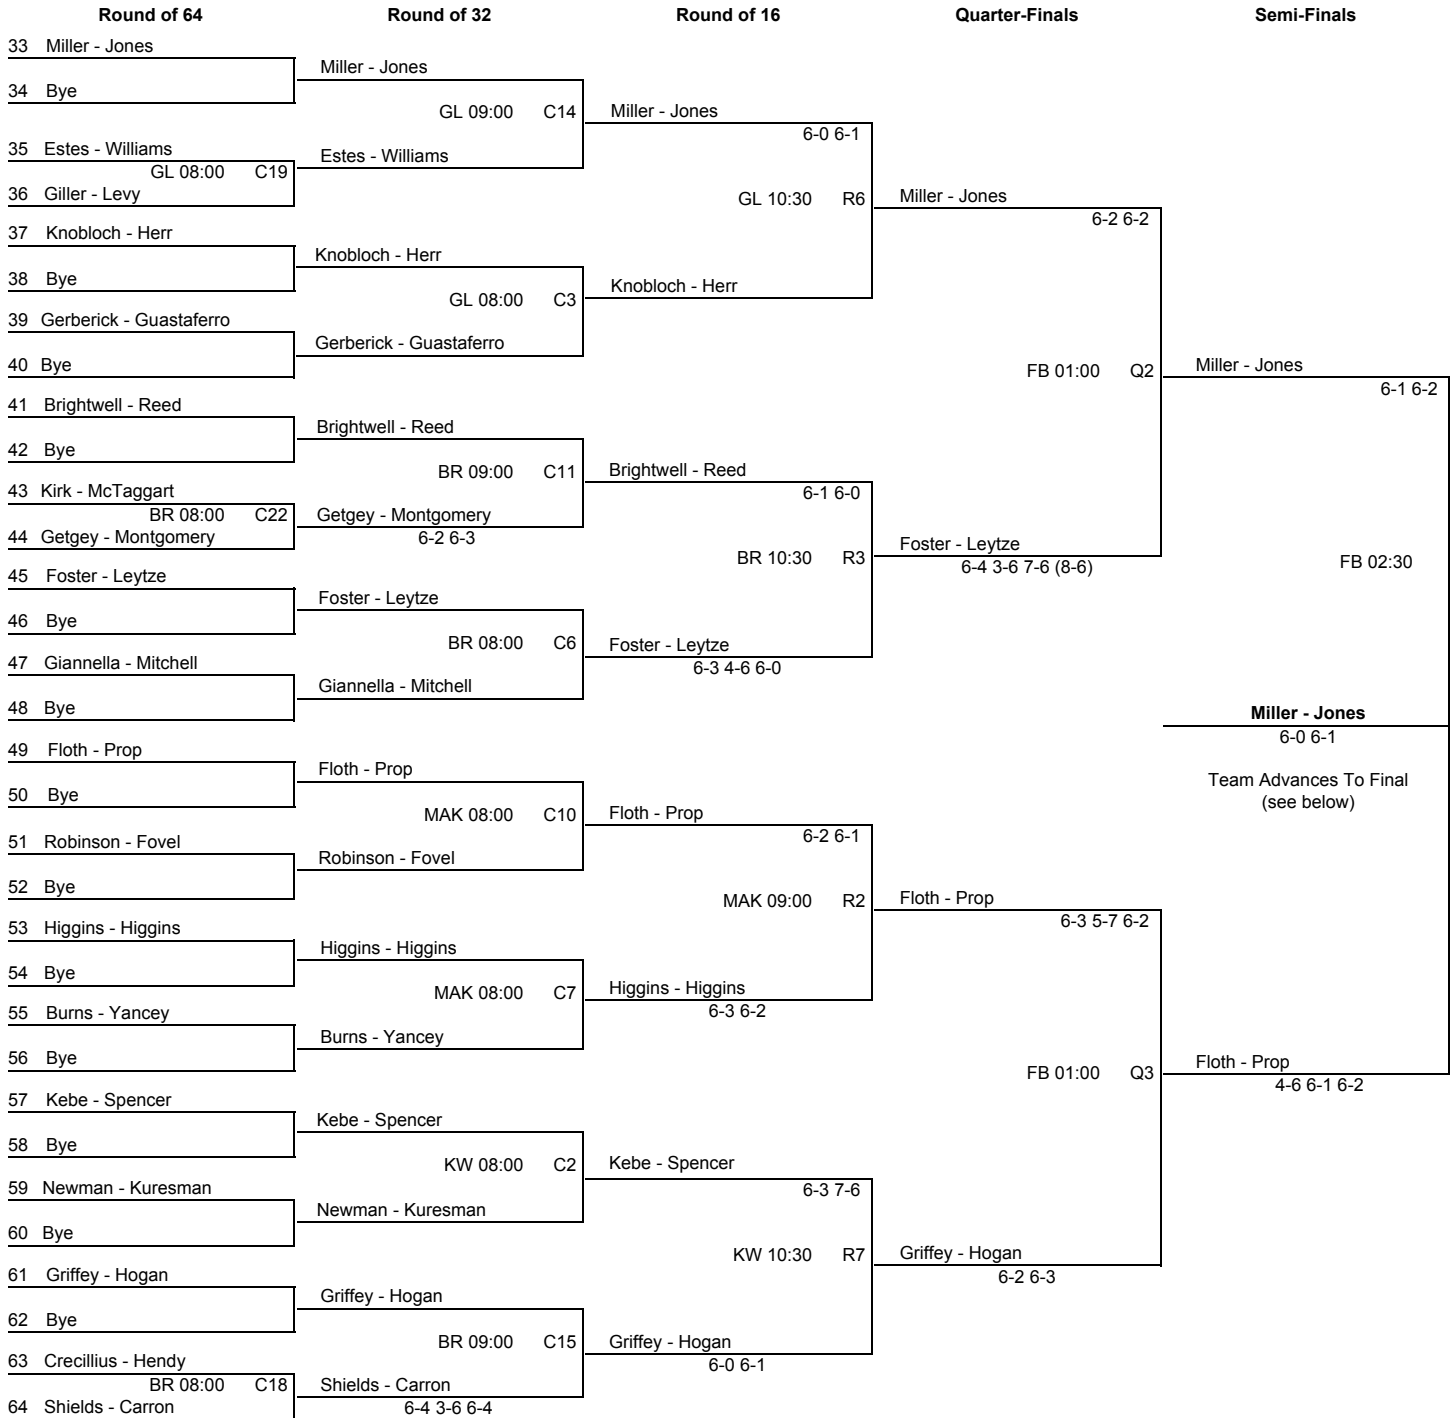 Round of 64 Round of 32 Round of 16 Quarter-Finals Semi-Finals
33 Miller - Jones
Miller - Jones
34 Bye
GL 09:00 C14 Miller - Jones
6-0 6-1
35 Estes - Williams
Estes - Williams
GL 08:00 C19
36 Giller - Levy
GL 10:30 R6 Miller - Jones
6-2 6-2
37 Knobloch - Herr
Knobloch - Herr
38 Bye
GL 08:00 C3 Knobloch - Herr
39 Gerberick - Guastaferro
Gerberick - Guastaferro
40 Bye
FB 01:00 Q2 Miller - Jones
6-1 6-2
41 Brightwell - Reed
Brightwell - Reed
42 Bye
BR 09:00 C11 Brightwell - Reed
6-1 6-0
43 Kirk - McTaggart
BR 08:00 C22 Getgey - Montgomery
44 Getgey - Montgomery 6-2 6-3
BR 10:30 R3 Foster - Leytze
6-4 3-6 7-6 (8-6)
FB 02:30
45 Foster - Leytze
Foster - Leytze
46 Bye
BR 08:00 C6 Foster - Leytze
6-3 4-6 6-0
47 Giannella - Mitchell
Giannella - Mitchell
48 Bye
Miller - Jones
6-0 6-1
49 Floth - Prop
Floth - Prop
Team Advances To Final
50 Bye
(see below)
MAK 08:00 C10 Floth - Prop
6-2 6-1
51 Robinson - Fovel
Robinson - Fovel
52 Bye
MAK 09:00 R2 Floth - Prop
6-3 5-7 6-2
53 Higgins - Higgins
Higgins - Higgins
54 Bye
MAK 08:00 C7 Higgins - Higgins
6-3 6-2
55 Burns - Yancey
Burns - Yancey
56 Bye
FB 01:00 Q3 Floth - Prop
4-6 6-1 6-2
57 Kebe - Spencer
Kebe - Spencer
58 Bye
KW 08:00 C2 Kebe - Spencer
6-3 7-6
59 Newman - Kuresman
Newman - Kuresman
60 Bye
KW 10:30 R7 Griffey - Hogan
6-2 6-3
61 Griffey - Hogan
Griffey - Hogan
62 Bye
BR 09:00 C15 Griffey - Hogan
6-0 6-1
63 Crecillius - Hendy
BR 08:00 C18 Shields - Carron
64 Shields - Carron 6-4 3-6 6-4